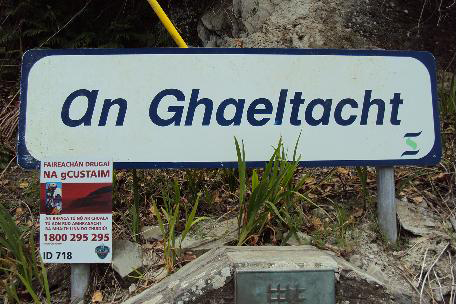 an Ghaeltacht
FAIREACHÁN DRUGAÍ
NA gCUSTAIM
1800 295 295
ID 718